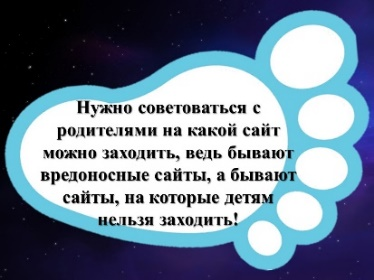 Нужно советоваться с
родителями на какой сайт
можно заходить, ведь бывают
вредоносные сайты, а бывают
сайты, на которые детям
нельзя заходить!